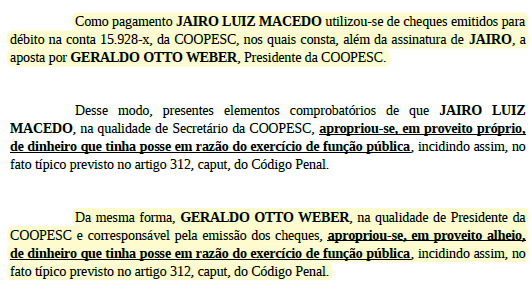 Como pagamento JAIRO LUIZ MACEDO utilizou-se de cheques emitidos para
débito na conta 15.928-x, da COOPESC, nos quais consta, além da assinatura de JAIRO, a
aposta por GERALDO OTTO WEBER, Presidente da COOPESC.
Desse modo, presentes elementos comprobatórios de que JAIRO LUIZ
MACEDO, na qualidade de Secretário da COOPESC, apropriou-se, em proveito próprio,
de dinheiro que tinha posse em razão do exercício de função pública, incidindo assim, no
fato típico previsto no artigo 312, caput, do Código Penal.
Da mesma forma, GERALDO OTTO WEBER, na qualidade de Presidente da
COOPESC e corresponsável pela emissão dos cheques, apropriou-se, em proveito alheio,
de dinheiro que tinha posse em razão do exercício de função pública, incidindo assim, no
fato típico previsto no artigo 312, caput, do Código Penal.